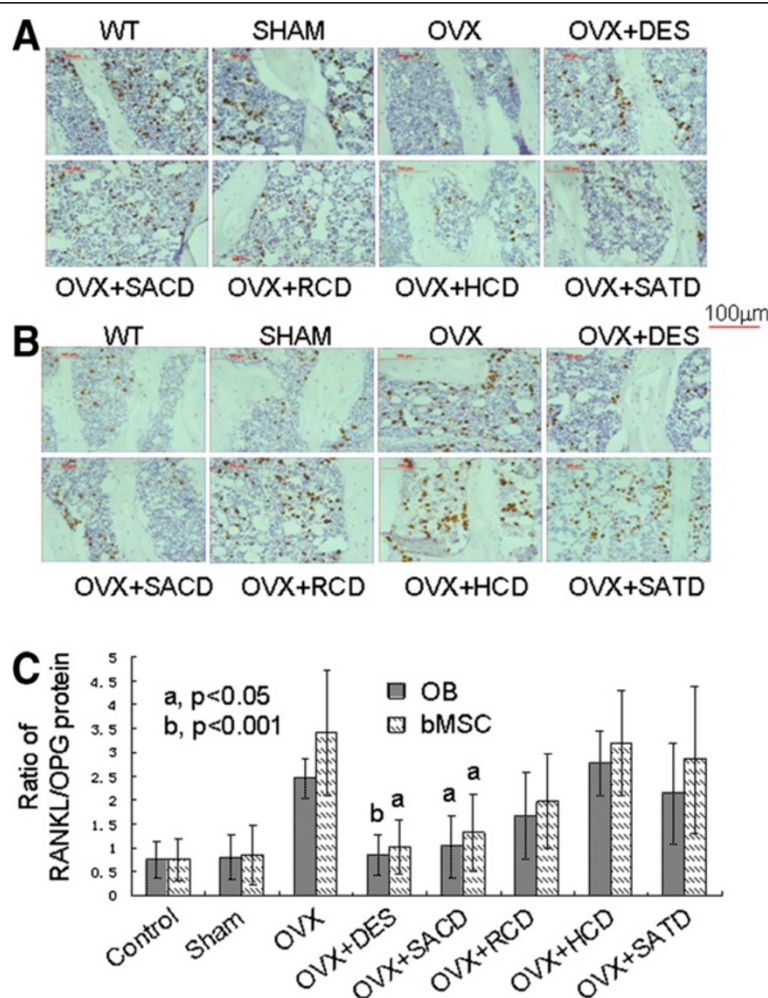 A
WT SHAM OVX OVX+DES
OVX+SACD OVX+RCD OVX+HCD OVX+SATD
100μm
B
WT SHAM OVX OVX+DES
OVX+SACD OVX+RCD OVX+HCD OVX+SATD
C
Ratio of
RANKL/OPG protein
5
4.5
4
3.5
3
2.5
2
1.5
1
0.5
0
a, p<0.05
b, p<0.001
OB
bMSC
b a a a
Control Sham OVX OVX+DES OVX+SACD OVX+RCD OVX+HCD OVX+SATD